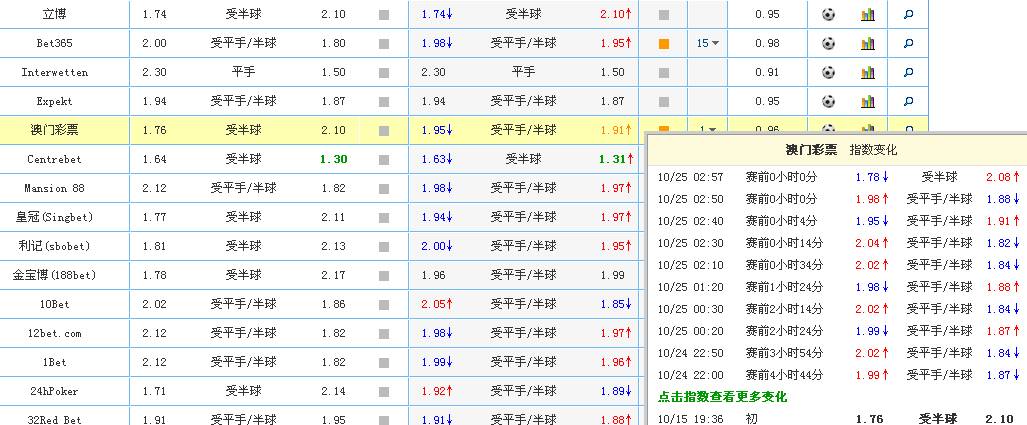 立博 1.74 受半球 2.10 1.74↓ 受半球 2.10↑ 0.95
Bet365 2.00 受平手/半球 1.80 1.98↓ 受平手/半球 1.95↑ 15 0.98
Interwetten 2.30 平手 1.50 2.30 平手 1.50 0.91
Expekt 1.94 受平手/半球 1.87 1.94 受平手/半球 1.87 0.95
澳门彩票 1.76 受半球 2.10 1.95↓ 受平手/半球 1.91↑ 1 0.96
Centrebet 1.64 受半球 1.30 1.63↓ 受半球 1.31↑
Mansion 88 2.12 受平手/半球 1.82 1.98↓ 受平手/半球 1.97↑
皇冠(Singbet) 1.77 受半球 2.11 1.94↓ 受平手/半球 1.97↑
利记(sbobet) 1.81 受半球 2.13 2.00↓ 受平手/半球 1.95↑
金宝博(188bet) 1.78 受半球 2.17 1.96 受平手/半球 1.99
10Bet 2.02 受平手/半球 1.86 2.05↑ 受平手/半球 1.85↓
12bet.com 2.12 受平手/半球 1.82 1.98↓ 受平手/半球 1.97↑
1Bet 2.12 受平手/半球 1.82 1.99↓ 受平手/半球 1.96↑
24hPoker 1.71 受半球 2.14 1.92↑ 受平手/半球 1.89↓
32Red Bet 1.91 受平手/半球 1.95 1.91↓ 受平手/半球 1.88↑
澳门彩票 指数变化
10/25 02:57 赛前0小时0分 1.78↓ 受半球 2.08↑
10/25 02:50 赛前0小时0分 1.98↑ 受平手/半球 1.88↓
10/25 02:40 赛前0小时4分 1.95↓ 受平手/半球 1.91↑
10/25 02:30 赛前0小时14分 2.04↑ 受平手/半球 1.82↓
10/25 02:10 赛前0小时34分 2.02↑ 受平手/半球 1.84↓
10/25 01:20 赛前1小时24分 1.98↓ 受平手/半球 1.88↑
10/25 00:30 赛前2小时14分 2.02↑ 受平手/半球 1.84↓
10/25 00:20 赛前2小时24分 1.99↓ 受平手/半球 1.87↑
10/24 22:50 赛前3小时54分 2.02↑ 受平手/半球 1.84↓
10/24 22:00 赛前4小时44分 1.99↑ 受平手/半球 1.87↓
点击指数查看更多变化
10/15 19:36 初 1.76 受半球 2.10